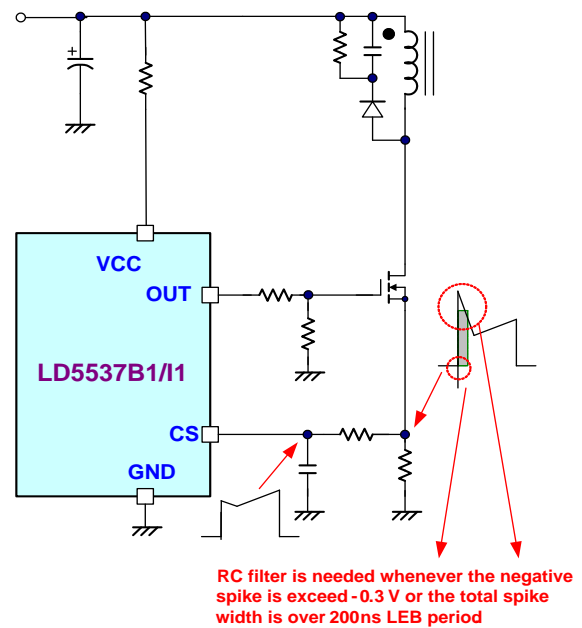 +
VCC
OUT
LD5537B1/I1
CS
GND
RC filter is needed whenever the negative
spike is exceed -0.3 V or the total spike
width is over 200ns LEB period